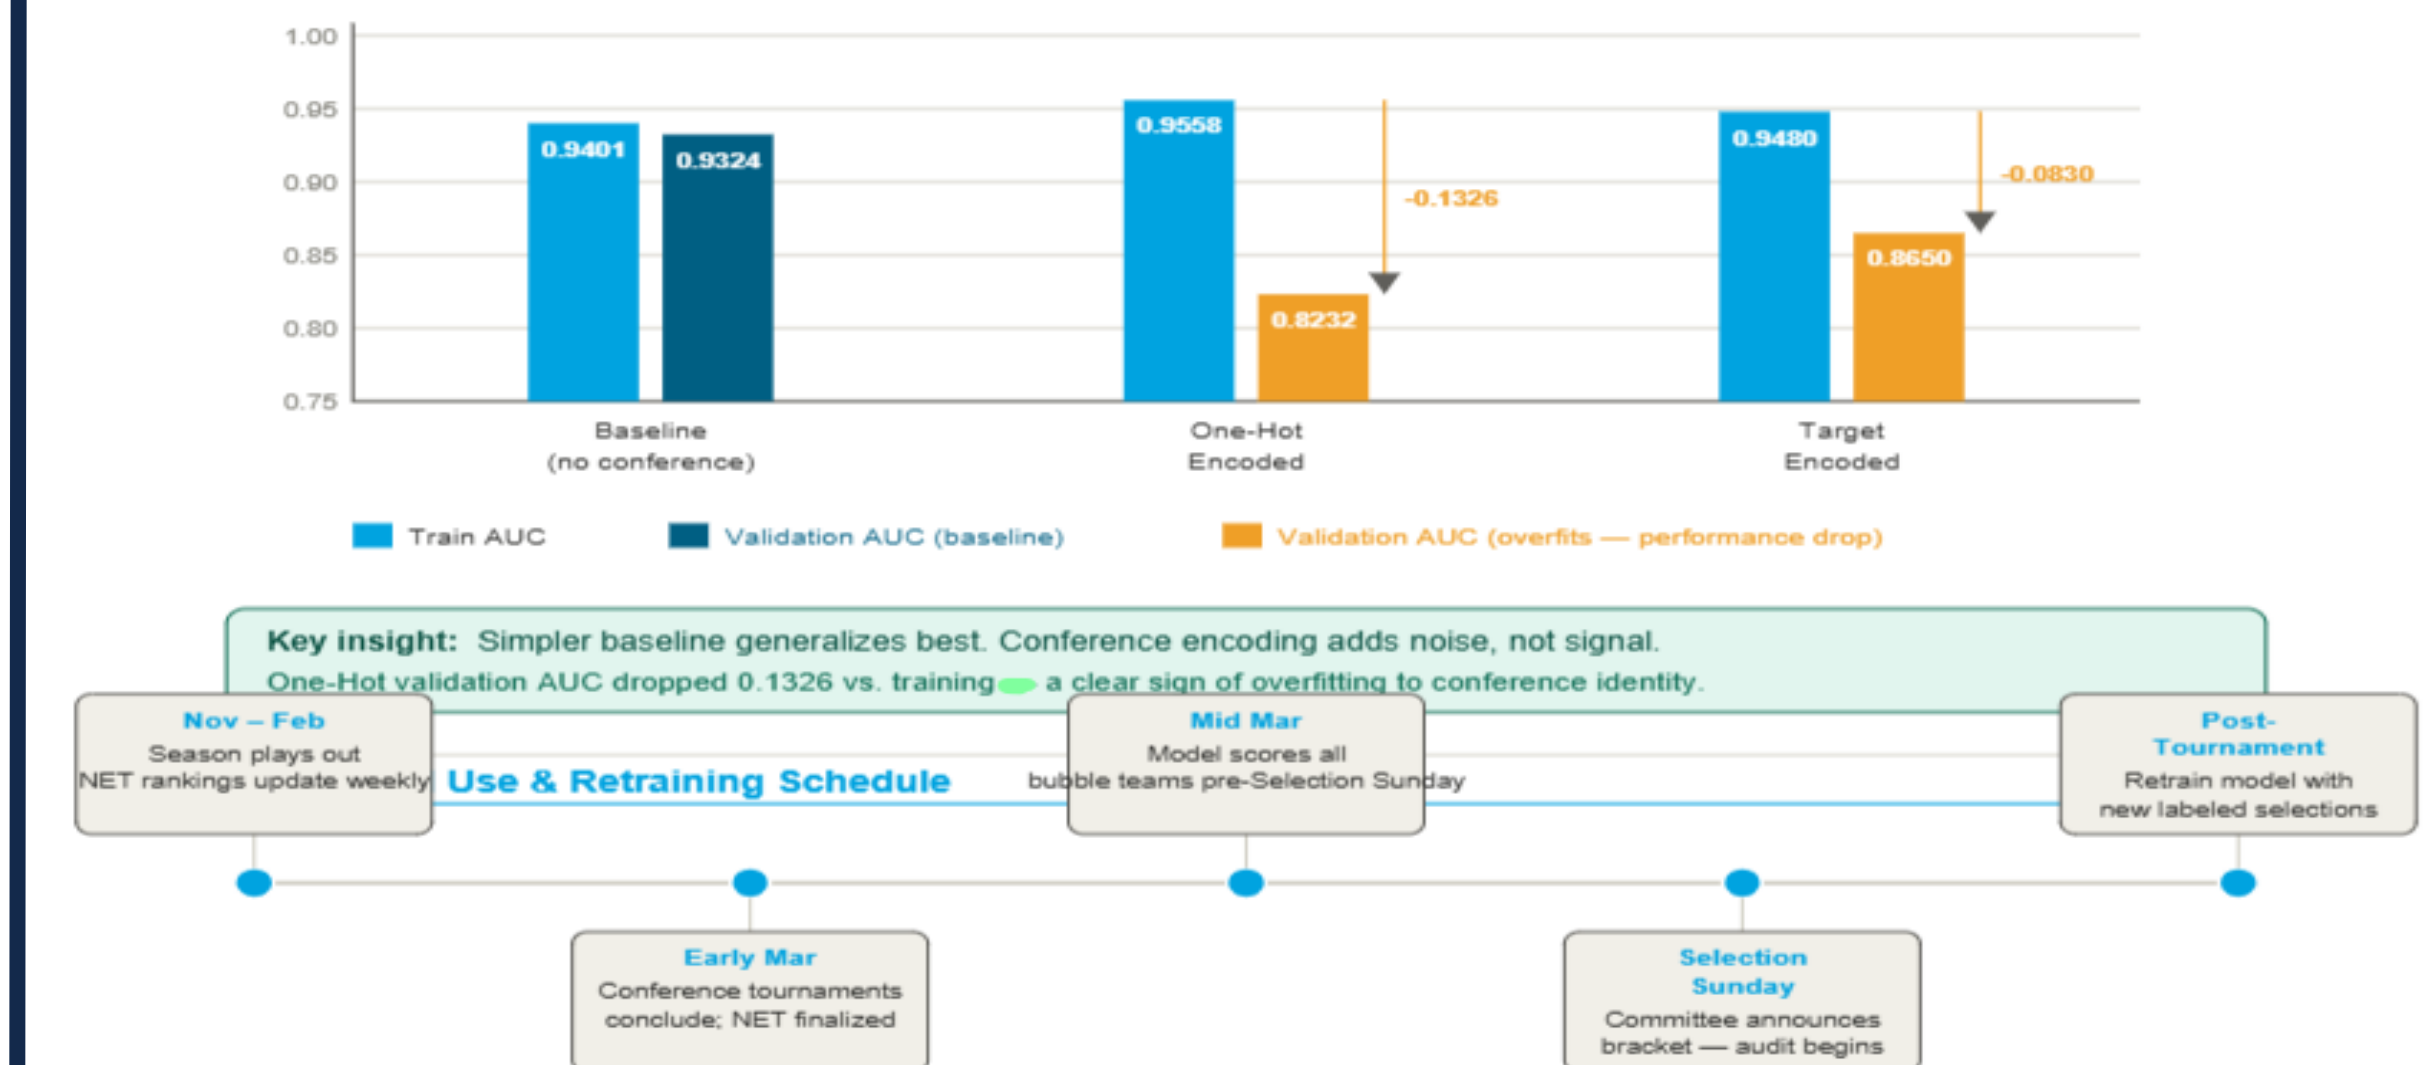 1.00
0.95
0.90
0.85
0.80
0.75
0.9401
0.9324
0.9558
-0.1326
0.8232
0.9480
-0.0830
0.8650
Baseline
(no conference)
One-Hot
Encoded
Target
Encoded
Train AUC
Validation AUC (baseline)
Validation AUC (overfits — performance drop)
Key insight: Simpler baseline generalizes best. Conference encoding adds noise, not signal.
One-Hot validation AUC dropped 0.1326 vs. training a clear sign of overfitting to conference identity.
Use & Retraining Schedule
Nov – Feb
Season plays out
NET rankings update weekly
Early Mar
Conference tournaments
conclude; NET finalized
Mid Mar
Model scores all
bubble teams pre-Selection Sunday
Selection
Sunday
Committee announces
bracket — audit begins
Post-
Tournament
Retrain model with
new labeled selections